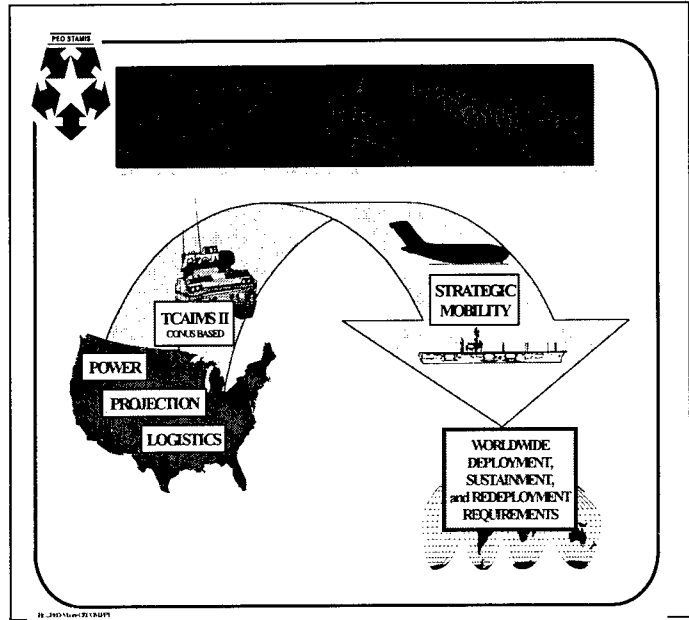 PEO STAMIS
STRATEGIC
MOBILITY
TCAIMS II
CONUS BASED
POWER
PROJECTION
LOGISTICS
WORLDWIDE
DEPLOYMENT,
SUSTAINMENT,
and REDEPLOYMENT
REQUIREMENTS